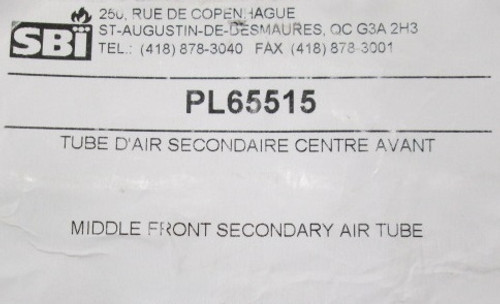 SBI
250, RUE DE COPENHAGUE
ST-AUGUSTIN-DE-DESMAURES, QC G3A 2H3
TEL.: (418) 878-3040 FAX (418) 878-3001
PL65515
TUBE D'AIR SECONDAIRE CENTRE AVANT
MIDDLE FRONT SECONDARY AIR TUBE